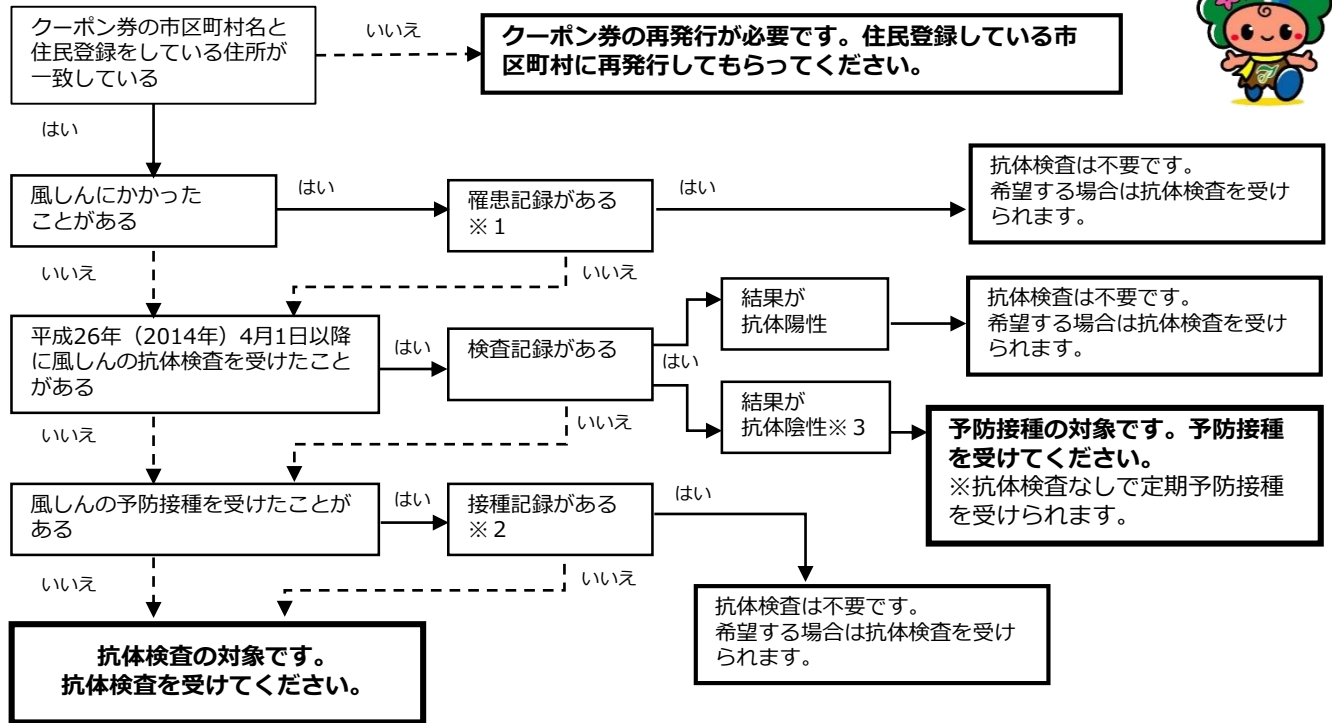 クーポン券の市区町村名と
住民登録をしている住所が
一致している
いいえ
クーポン券の再発行が必要です。住民登録している市
区町村に再発行してもらってください。
はい
風しんにかかった
ことがある
はい
罹患記録がある
※1
はい
抗体検査は不要です。
希望する場合は抗体検査を受け
られます。
いいえ
いいえ
平成26年（2014年）4月1日以降
に風しんの抗体検査を受けたこと
がある
はい
検査記録がある
はい
結果が
抗体陽性
抗体検査は不要です。
希望する場合は抗体検査を受け
られます。
結果が
抗体陰性※3
予防接種の対象です。予防接種
を受けてください。
※抗体検査なしで定期予防接種
を受けられます。
いいえ
いいえ
風しんの予防接種を受けたことが
ある
はい
接種記録がある
※2
はい
抗体検査は不要です。
希望する場合は抗体検査を受け
られます。
いいえ
いいえ
抗体検査の対象です。
抗体検査を受けてください。